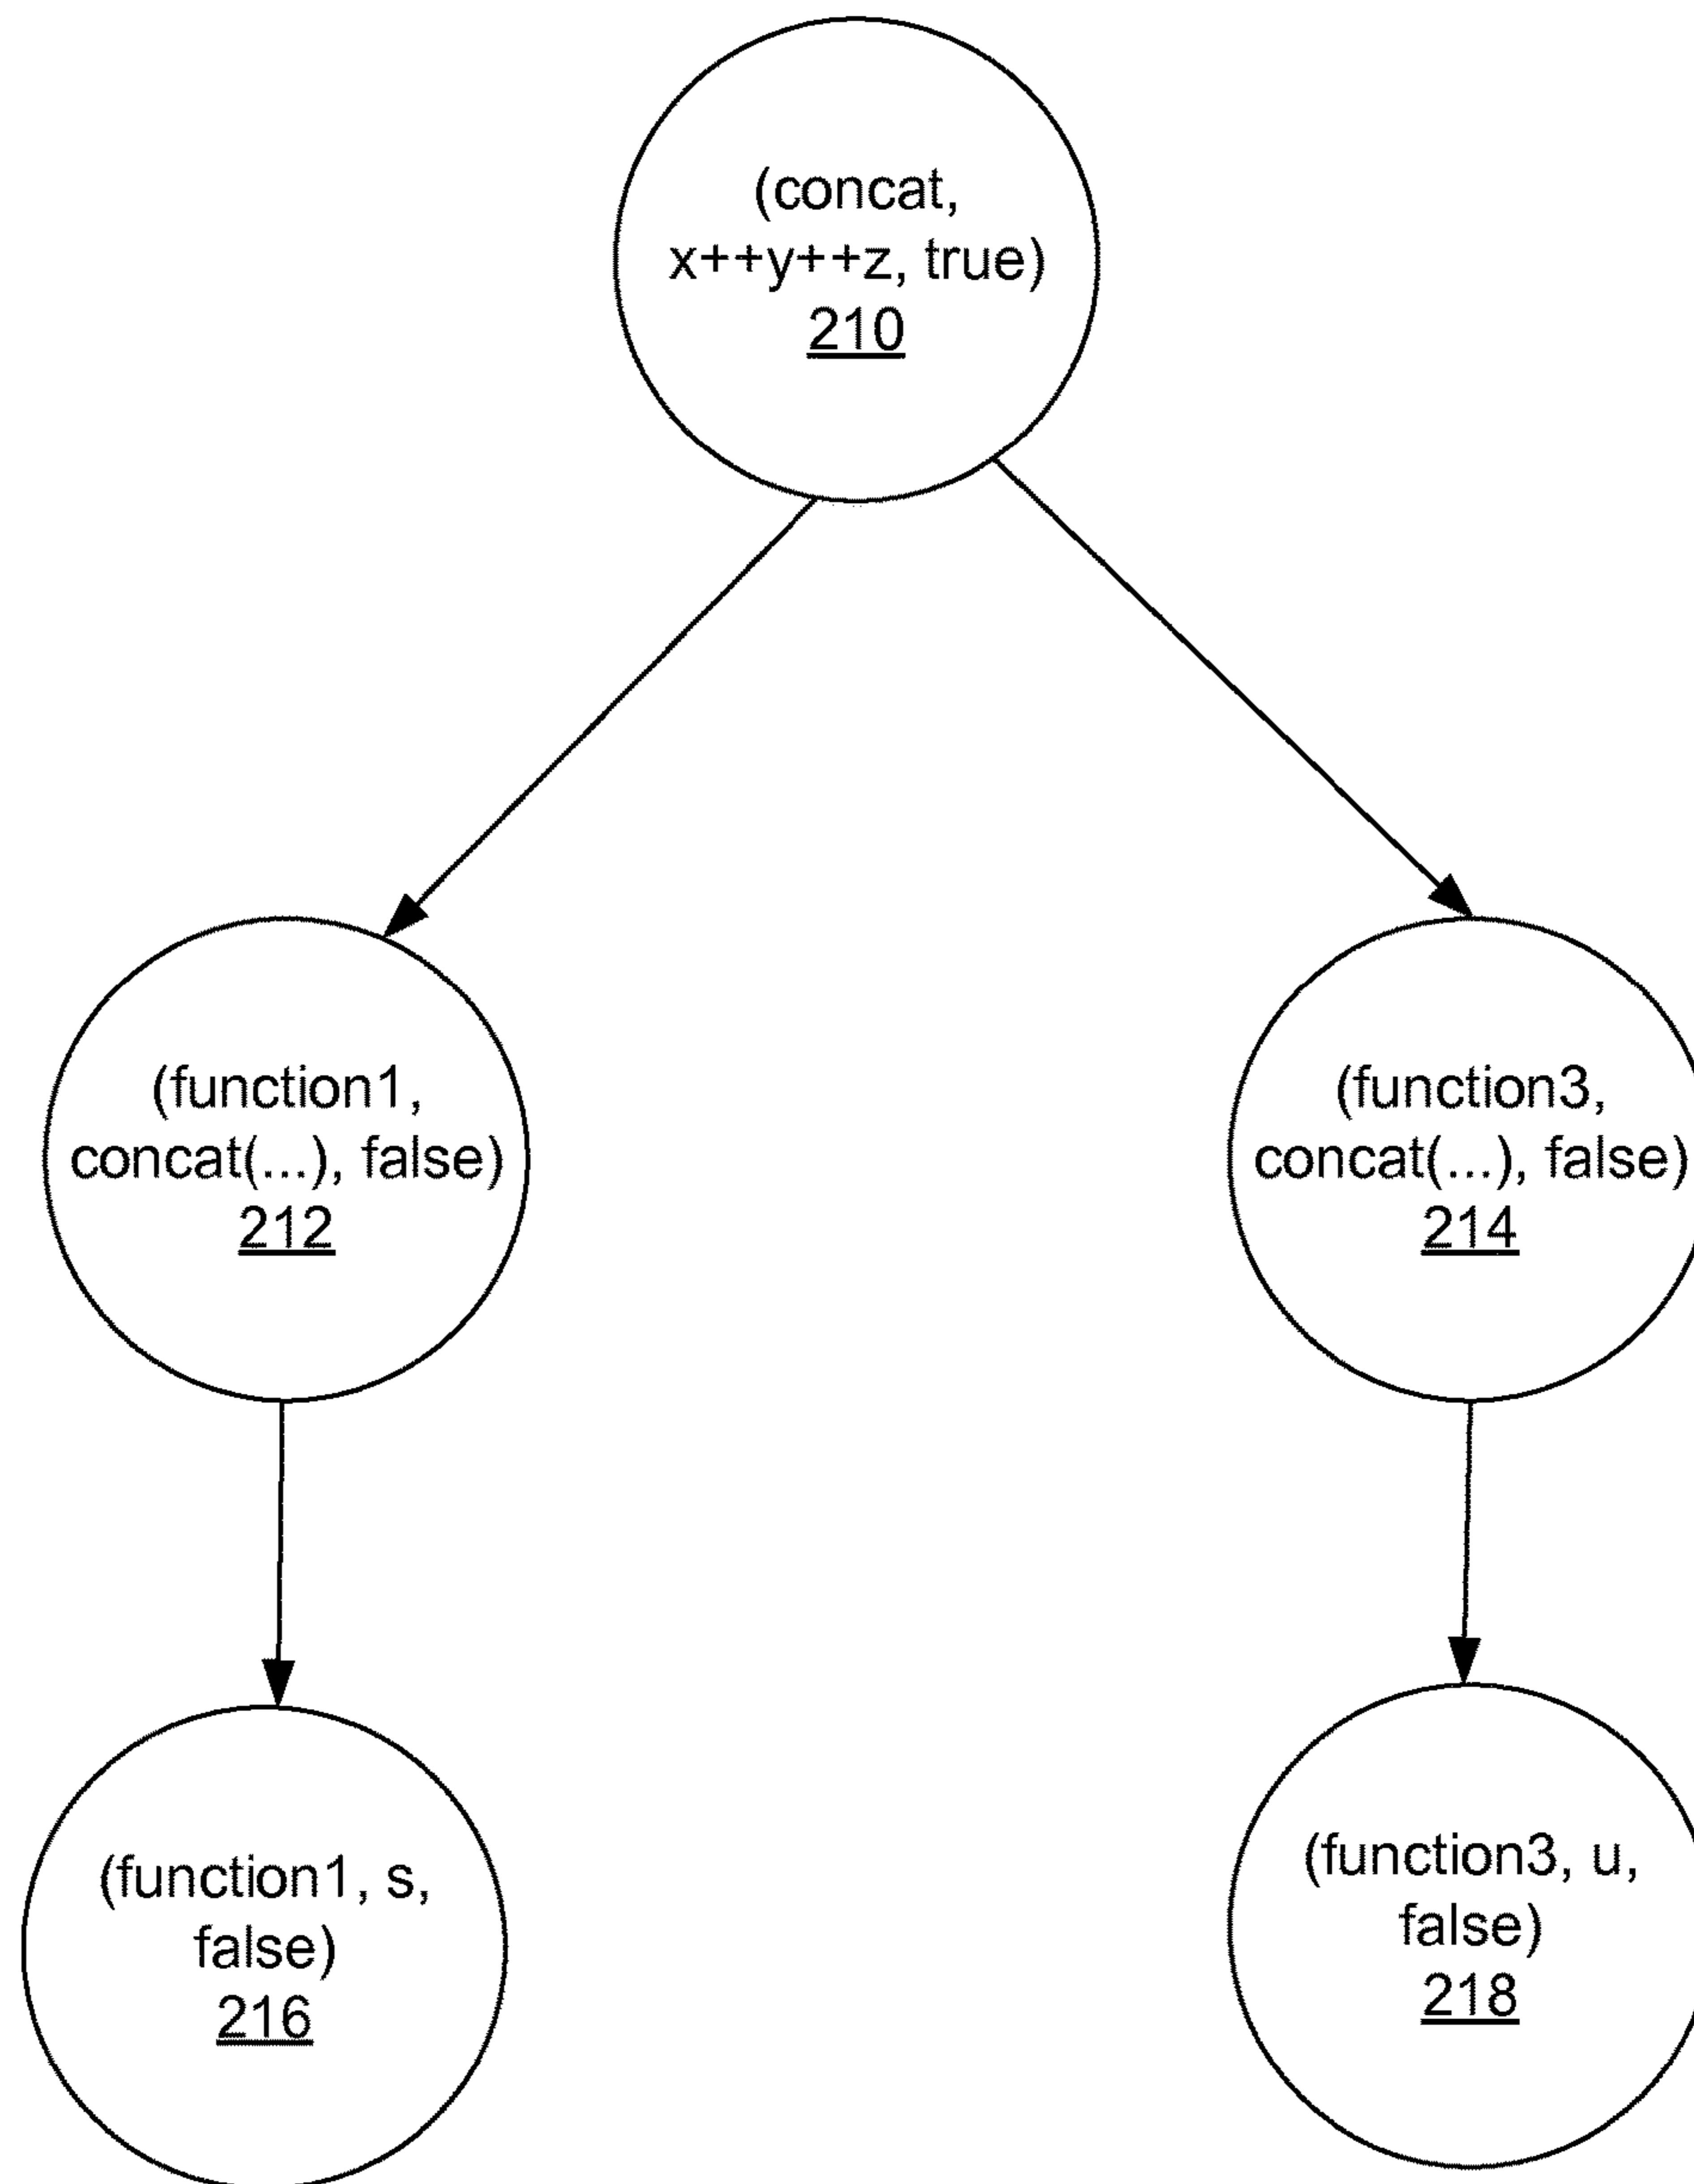 (concat,
x++y++z, true)
210
(function1,
concat(...), false)
212
(function3,
concat(...), false)
214
(function1, s,
false)
216
(function3, u,
false)
218